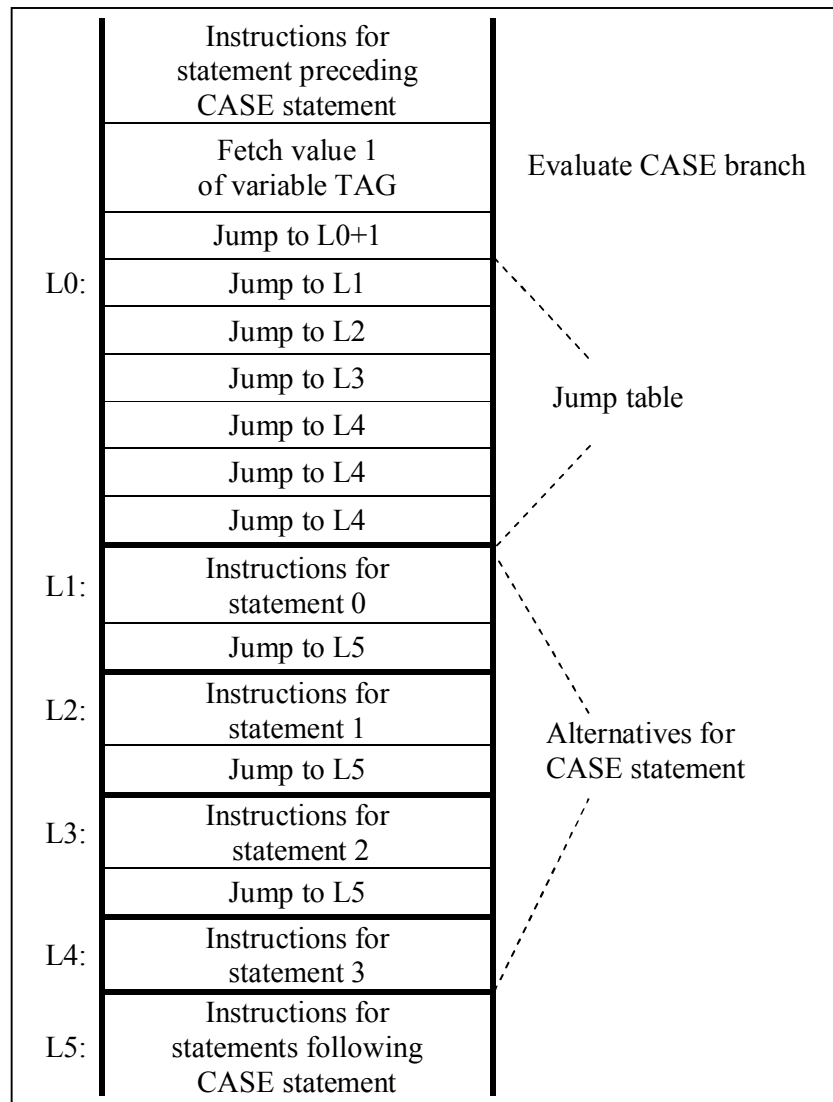 Instructions for
statement preceding
CASE statement
Fetch value 1
of variable TAG
Evaluate CASE branch
Jump to L0+1
L0:
Jump to L1
Jump to L2
Jump to L3
Jump table
Jump to L4
Jump to L4
Jump to L4
L1:
Instructions for
statement 0
Jump to L5
L2:
Instructions for
statement 1
Alternatives for
CASE statement
Jump to L5
L3:
Instructions for
statement 2
Jump to L5
L4:
Instructions for
statement 3
L5:
Instructions for
statements following
CASE statement